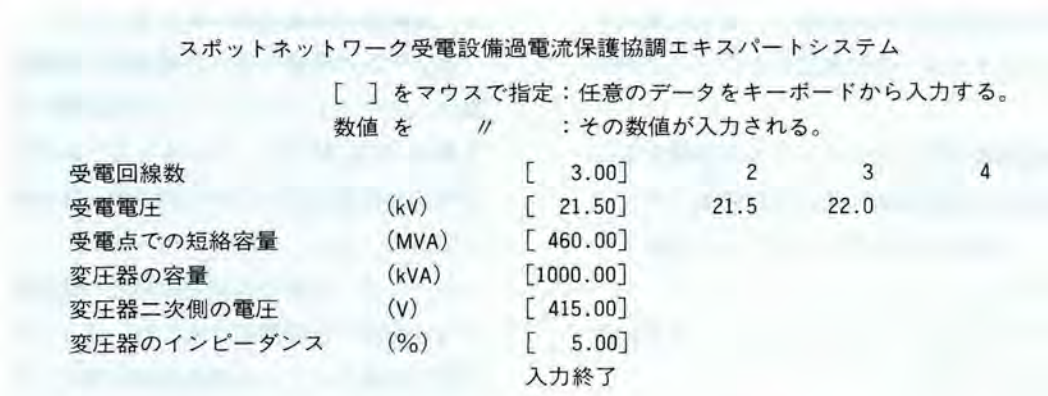 スポットネットワーク受電設備過電流保護協調エキスパートシステム
[ ] をマウスで指定：任意のデータをキーボードから入力する。
数値 を 〃 ：その数値が入力される。
受電回線数 [ 3.00] 2 3 4
受電電圧 (kV) [ 21.50] 21.5 22.0
受電点での短絡容量 (MVA) [ 460.00]
変圧器の容量 (kVA) [1000.00]
変圧器二次側の電圧 (V) [ 415.00]
変圧器のインピーダンス (%) [ 5.00]
入力終了